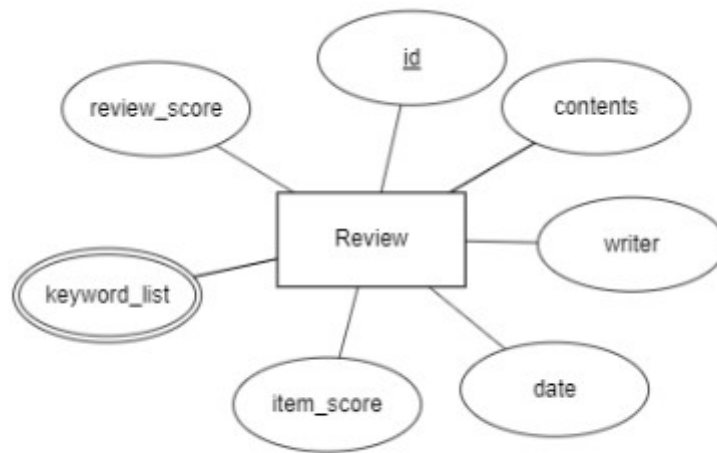 id
review_score
contents
Review
writer
keyword_list
item_score
date